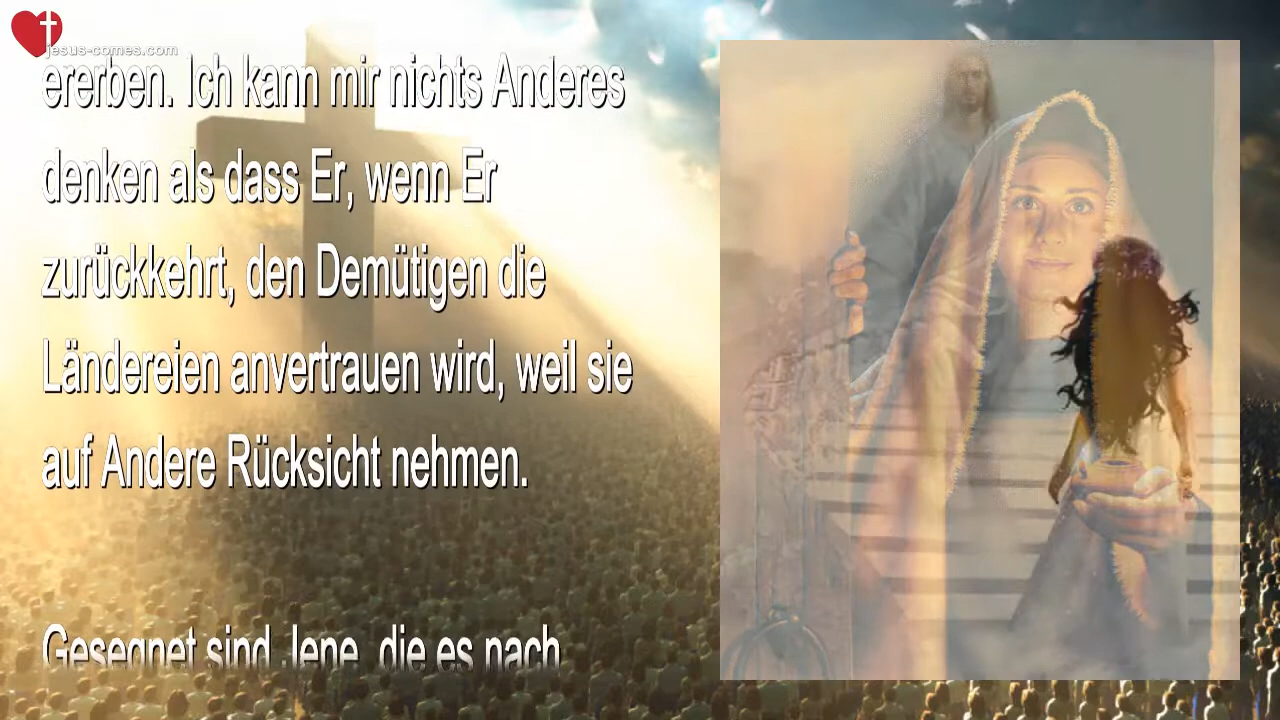 jesus-comes.com
ererben. Ich kann mir nichts Anderes
denken als dass Er, wenn Er
zurückkehrt, den Demütigen die
Ländereien anvertrauen wird, weil sie
auf Andere Rücksicht nehmen.
Gesegnet sind Jene, die es nach